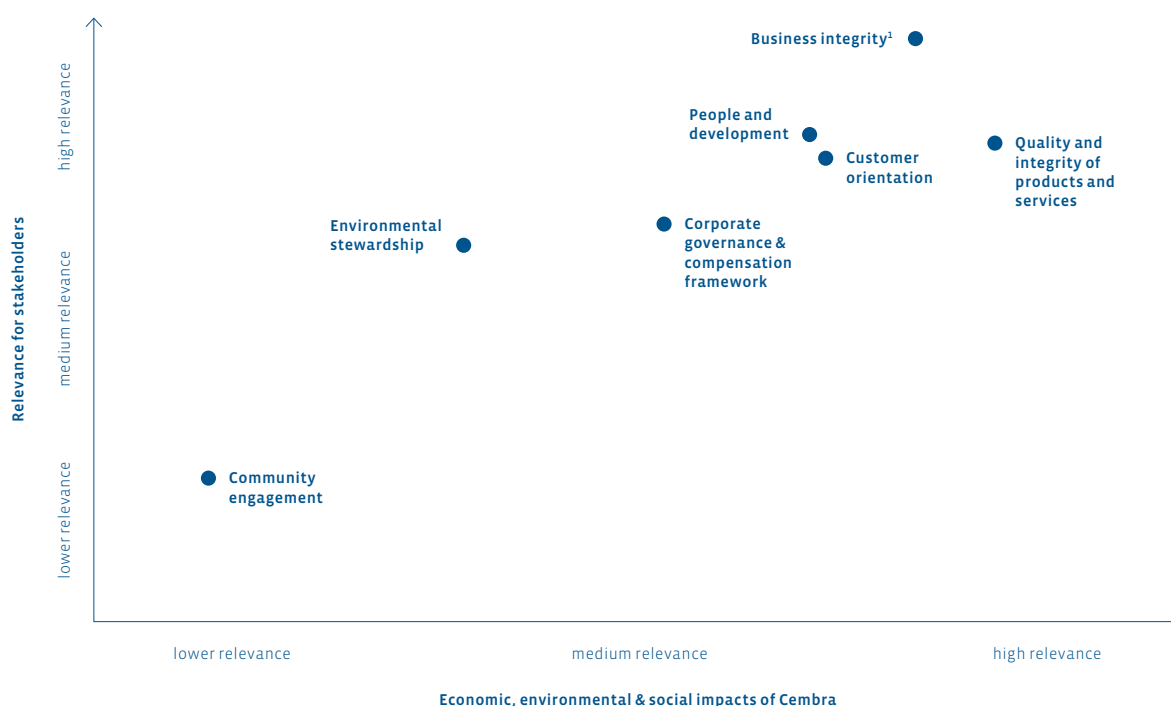 Business integrity¹
People and
development
Customer
orientation
Quality and
integrity of
products and
services
Environmental
stewardship
Corporate
governance &
compensation
framework
Community
engagement
Relevance for stakeholders
high relevance
medium relevance
lower relevance
lower relevance
medium relevance
high relevance
Economic, environmental & social impacts of Cembra